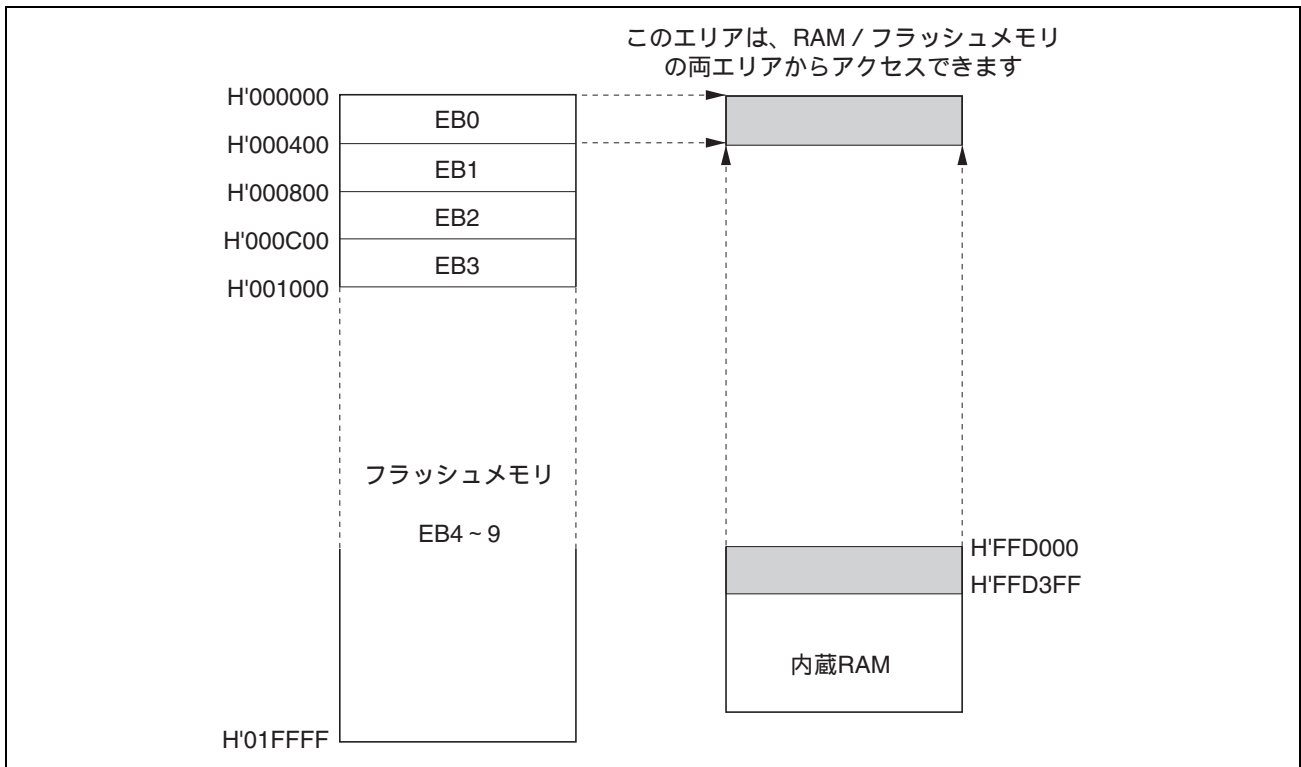 このエリアは、RAM / フラッシュメモリ
の両エリアからアクセスできます
H'000000
EB0
H'000400
EB1
H'000800
EB2
H'000C00
EB3
H'001000
フラッシュメモリ
EB4 ~ 9
H'FFD000
H'FFD3FF
内蔵RAM
H'01FFFF